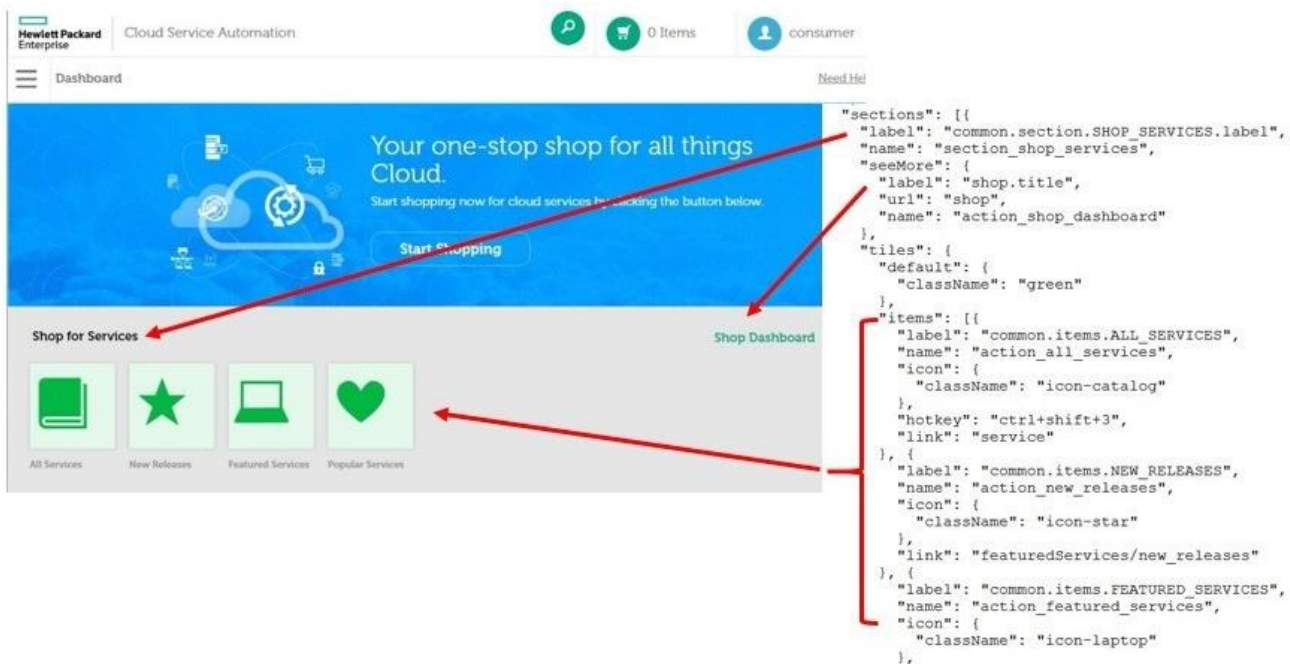 Hewlett Packard
Enterprise
Cloud Service Automation
0 Items
consumer
Dashboard
Need Hel
Your one-stop shop for all things
Cloud.
Start shopping now for cloud services by clicking the button below.
Start Shopping
Shop for Services
Shop Dashboard
All Services
New Releases
Featured Services
Popular Services
"sections": [{
"label": "common.section.SHOP_SERVICES.label",
"name": "section_shop_services",
"seeMore": {
"label": "shop.title",
"url": "shop",
"name": "action_shop_dashboard"
},
"tiles": {
"default": {
"className": "green"
},
"items": [{
"label": "common.items.ALL_SERVICES",
"name": "action_all_services",
"icon": {
"className": "icon-catalog"
},
"hotkey": "ctrl+shift+3",
"link": "service"
}, {
"label": "common.items.NEW_RELEASES",
"name": "action_new_releases",
"icon": {
"className": "icon-star"
},
"link": "featuredServices/new_releases"
}, {
"label": "common.items.FEATURED_SERVICES",
"name": "action_featured_services",
"icon": {
"className": "icon-laptop"
},